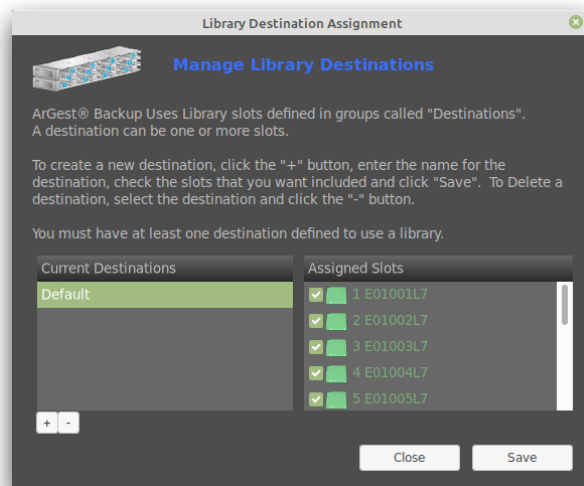 Library Destination Assignment
Manage Library Destinations
ArGest® Backup Uses Library slots defined in groups called "Destinations".
A destination can be one or more slots.
To create a new destination, click the "+" button, enter the name for the
destination, check the slots that you want included and click "Save".  To Delete a
destination, select the destination and click the "-" button.
You must have at least one destination defined to use a library.
Current Destinations
Default
Assigned Slots
1 E01001L7
2 E01002L7
3 E01003L7
4 E01004L7
5 E01005L7
+ -
Close Save